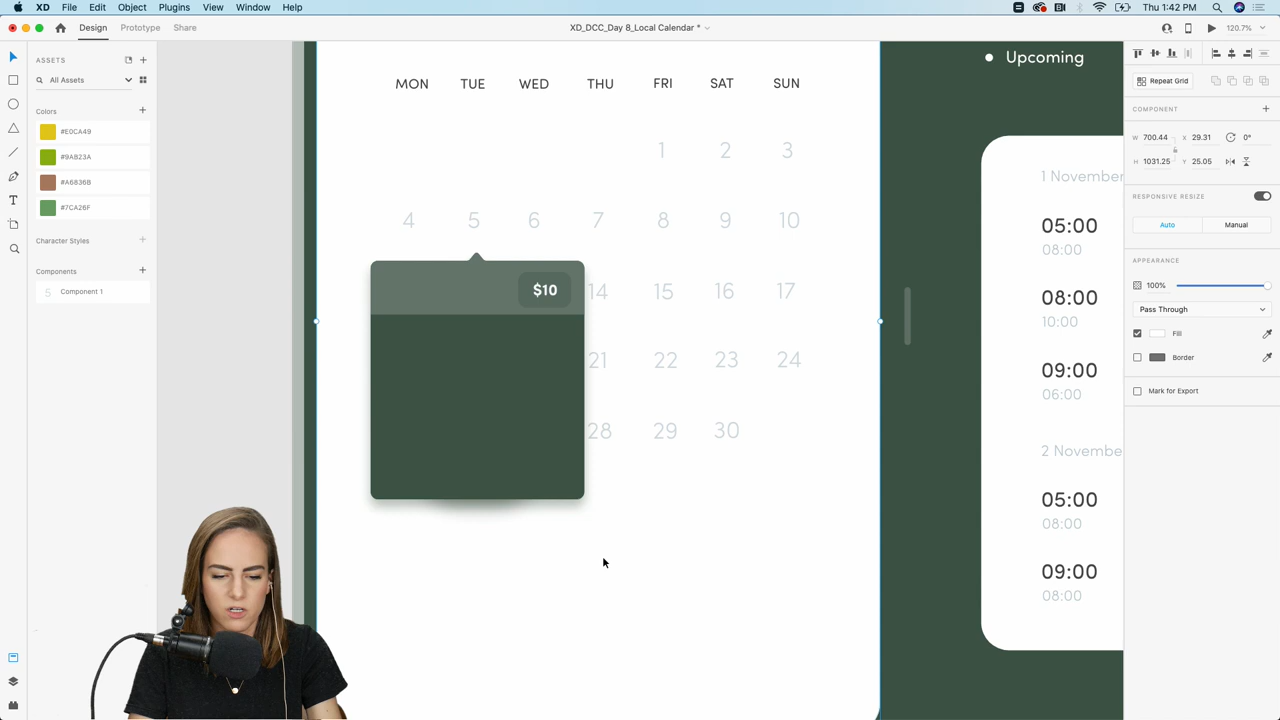 XD File Edit Object Plugins View Window Help 1:42 PM
Design Prototype Share XD_DCC_Day 8_Local Calendar * 120.7%
ASSETS
All Assets
Colors
#E0CA49
#9AB23A
#A6836B
#7CA26F
Character Styles
Components
5 Component 1
MON TUE WED THU FRI SAT SUN
1 2 3
4 5 6 7 8 9 10
$10 14 15 16 17
21 22 23 24
28 29 30
Upcoming
1 November
05:00
08:00
08:00
10:00
09:00
06:00
2 Novembe
05:00
08:00
09:00
08:00
Repeat Grid
COMPONENT
W 700.44 X 29.31 0°
H 1031.25 Y 25.05
RESPONSIVE RESIZE
Auto Manual
APPEARANCE
100%
Pass Through
Fill
Border
Mark for Export